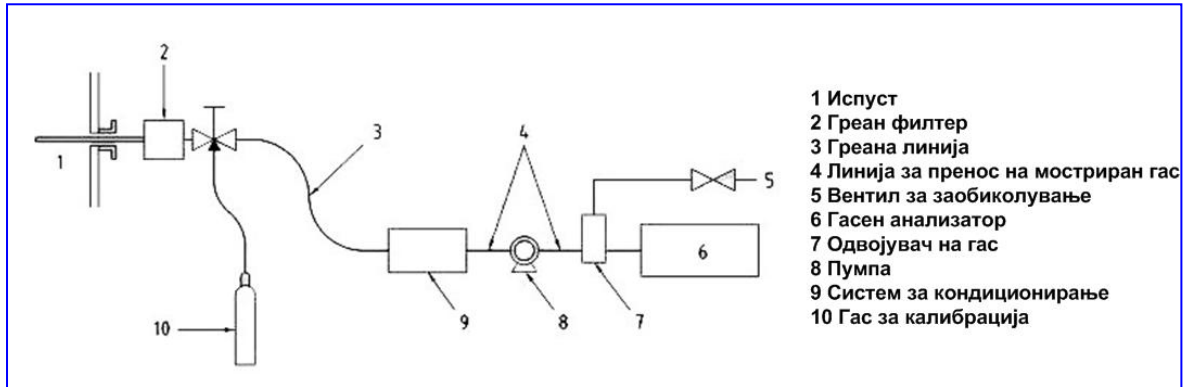 2
1
3
4
5
6
7
8
9
10
1 Испуст
2 Греан филтер
3 Греана линија
4 Линија за пренос на мостриран гас
5 Вентил за заобиколување
6 Гасен анализатор
7 Одвојувач на гас
8 Пумпа
9 Систем за кондиционирање
10 Гас за калибрација